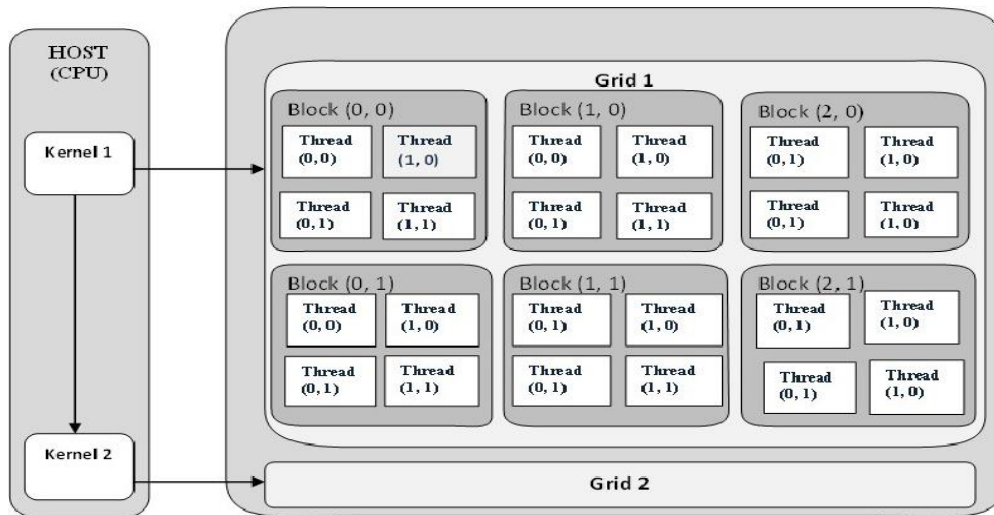 HOST
(CPU)
Kernel 1
Kernel 2
Grid 1
Block (0, 0)
Thread
(0, 0)
Thread
(1, 0)
Thread
(0, 1)
Thread
(1, 1)
Block (1, 0)
Thread
(0, 0)
Thread
(1, 0)
Thread
(0, 1)
Thread
(1, 1)
Block (2, 0)
Thread
(0, 1)
Thread
(1, 0)
Thread
(0, 1)
Thread
(1, 0)
Block (0, 1)
Thread
(0, 0)
Thread
(1, 0)
Thread
(0, 1)
Thread
(1, 1)
Block (1, 1)
Thread
(0, 1)
Thread
(1, 0)
Thread
(0, 1)
Thread
(1, 1)
Block (2, 1)
Thread
(0, 1)
Thread
(1, 0)
Thread
(0, 1)
Thread
(1, 0)
Grid 2